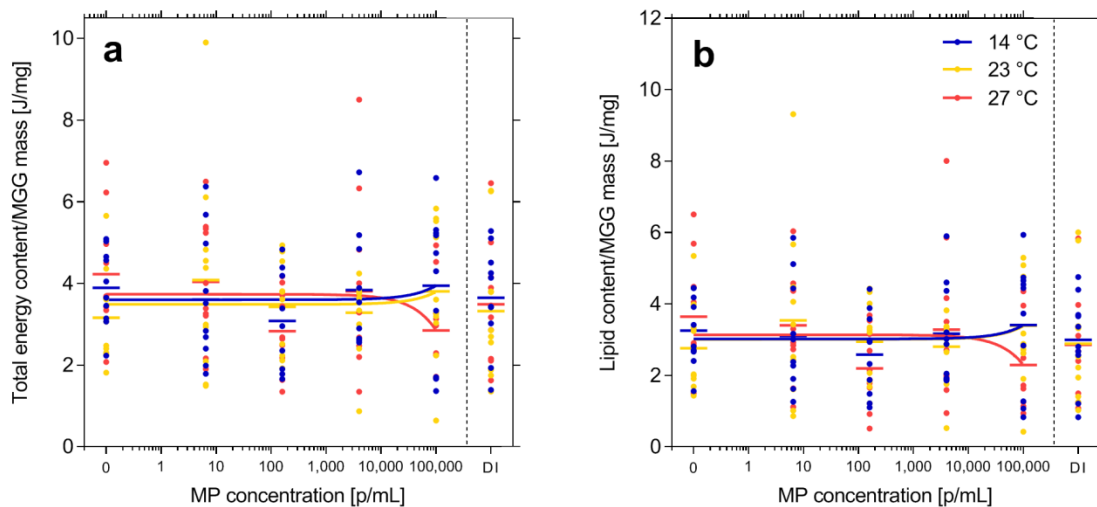 a
Total energy content/MGG mass [J/mg]
10
8
6
4
2
0
0 1 10 100 1,000 10,000 100,000 DI
MP concentration [p/mL]
b
14 °C
23 °C
27 °C
Lipid content/MGG mass [J/mg]
12
10
8
6
4
2
0
0 1 10 100 1,000 10,000 100,000 DI
MP concentration [p/mL]